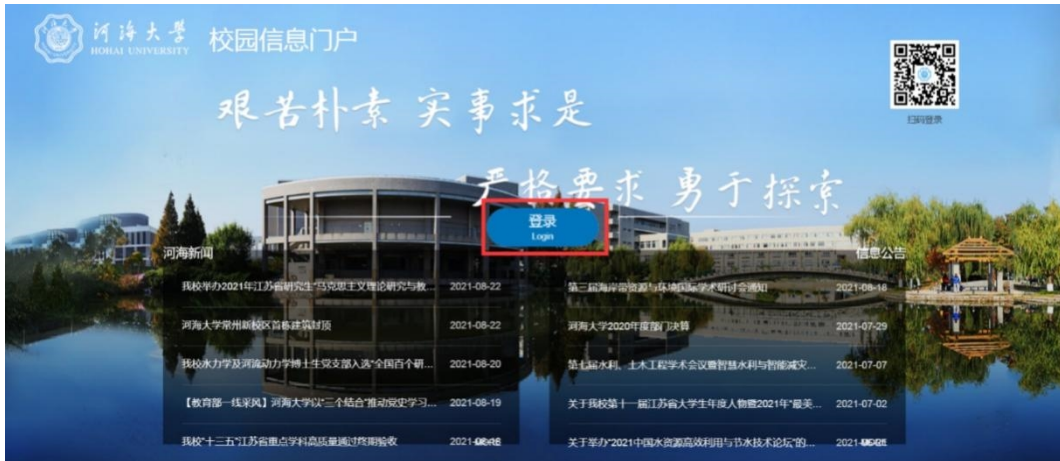 河海大學
HOHAI UNIVERSITY
校园信息门户
扫码登录
艰苦朴素 实事求是
严格要求 勇于探索
登录
Login
河海新闻
我校举办2021年江苏省研究生“马克思主义理论研究与教... 2021-08-22
河海大学常州新校区首栋建筑封顶 2021-08-22
我校水力学及河流动力学博士生党支部入选“全国百个研... 2021-08-20
【教育部一线采风】河海大学以“三个结合”推动党史学习... 2021-08-19
我校“十三五”江苏省重点学科高质量通过终期验收 2021-
信息公告
第三届海岸带资源与环境国际学术研讨会通知 2021-08-16
河海大学2020年度部门决算 2021-07-29
第七届水利、土木工程学术会议暨智慧水利与智能减灾... 2021-07-07
关于我校第十一届江苏省大学生年度人物暨2021年“最美... 2021-07-02
关于举办“2021中国水资源高效利用与节水技术论坛”的... 2021-